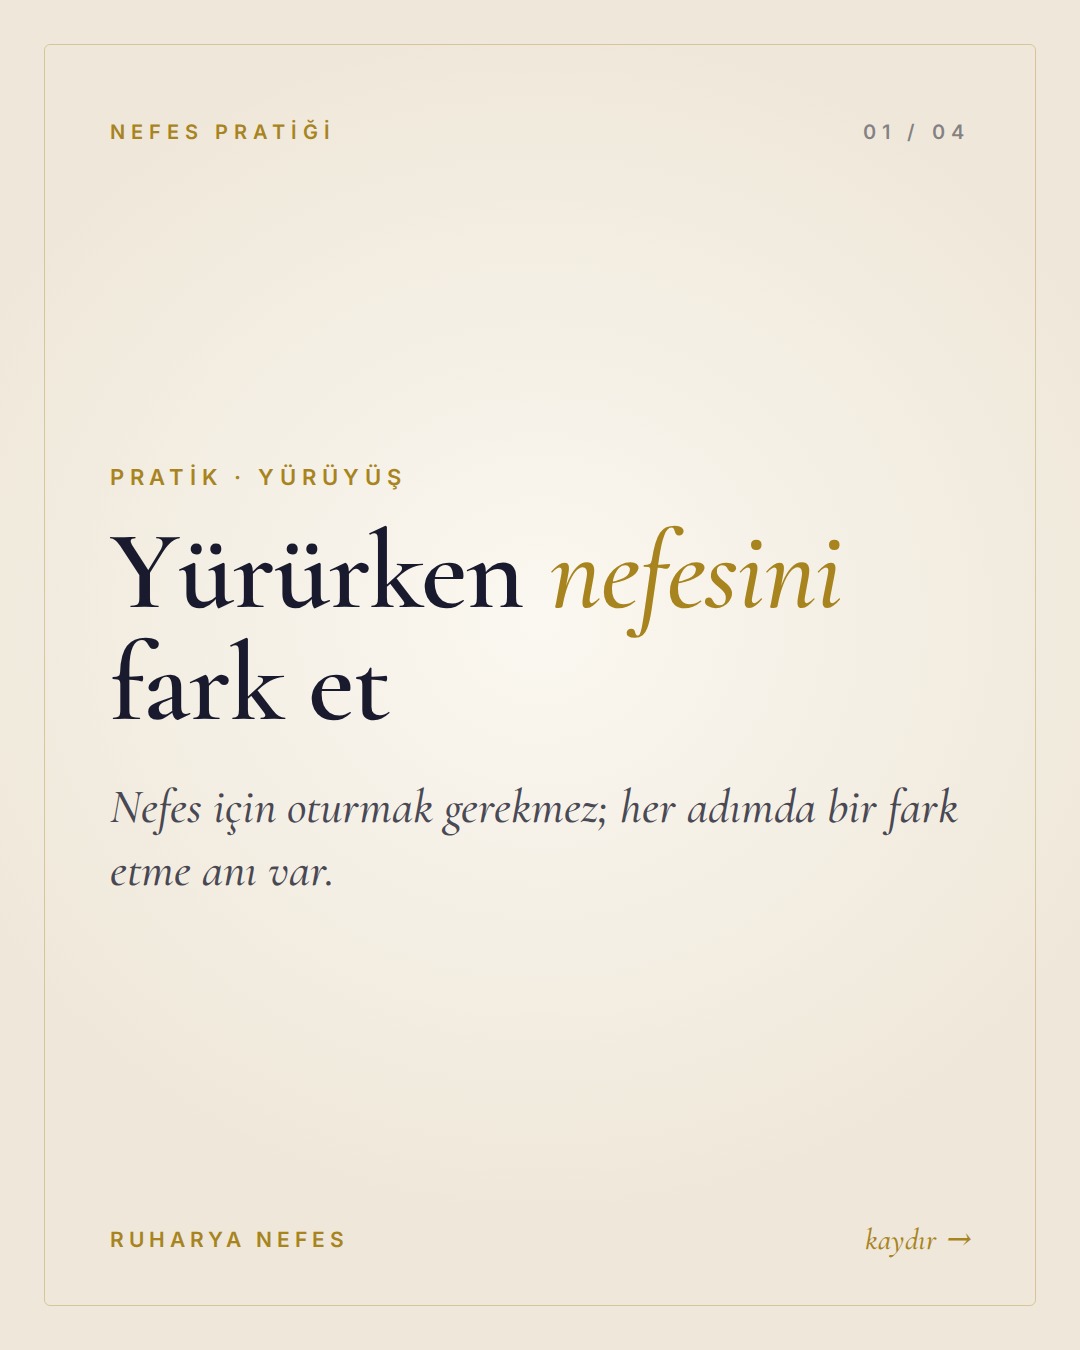 NEFES PRATİĞİ
01 / 04
PRATİK · YÜRÜYÜŞ
Yürürken nefesini
fark et
Nefes için oturmak gerekmez; her adımda bir fark
etme anı var.
RUHARYA NEFES
kaydır →